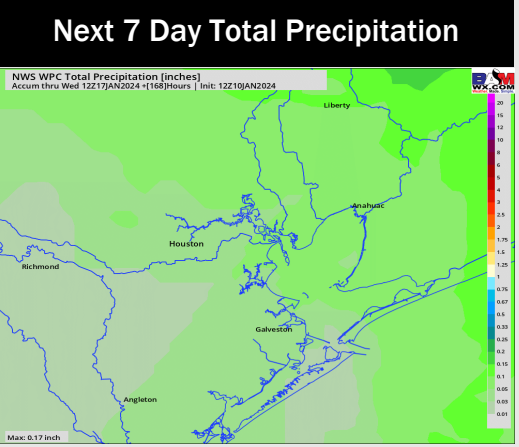 Next 7 Day Total Precipitation
NWS WPC Total Precipitation [inches]
Accum thru Wed 12Z17JAN2024 +[168]Hours | Init: 12Z10JAN2024
BAM
WX.COM
Liberty
Anahuac
Houston
Richmond
Galveston
Angleton
20
15
12
10
8
6
5
4
3
2.5
2
1.5
1.25
1
0.75
0.67
0.5
0.33
0.25
0.2
0.15
0.1
0.05
0.03
0.01
Max: 0.17 inch